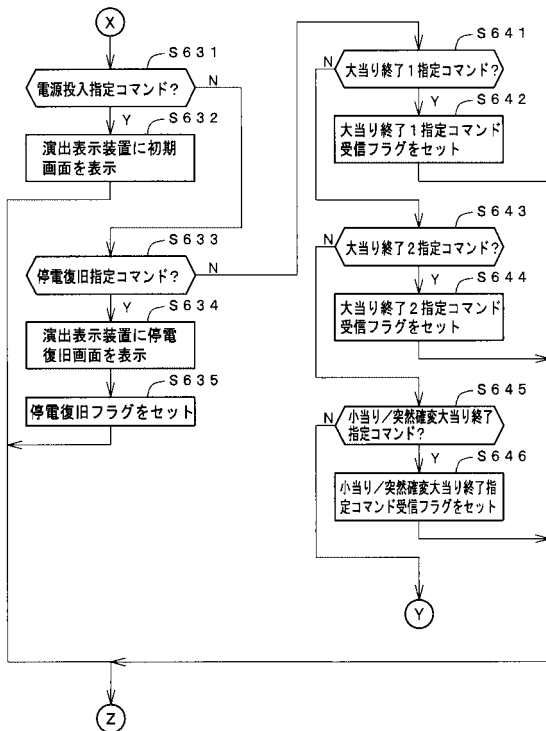 X
S631
電源投入指定コマンド?
N
Y
S632
演出表示装置に初期
画面を表示
S633
停電復旧指定コマンド?
N
Y
S634
演出表示装置に停電
復旧画面を表示
S635
停電復旧フラグをセット
Z
S641
大当り終了1指定コマンド?
N
Y
S642
大当り終了1指定コマンド
受信フラグをセット
S643
大当り終了2指定コマンド?
N
Y
S644
大当り終了2指定コマンド
受信フラグをセット
S645
小当り/突然確変大当り終了
指定コマンド?
N
Y
S646
小当り/突然確変大当り終了指
定コマンド受信フラグをセット
Y